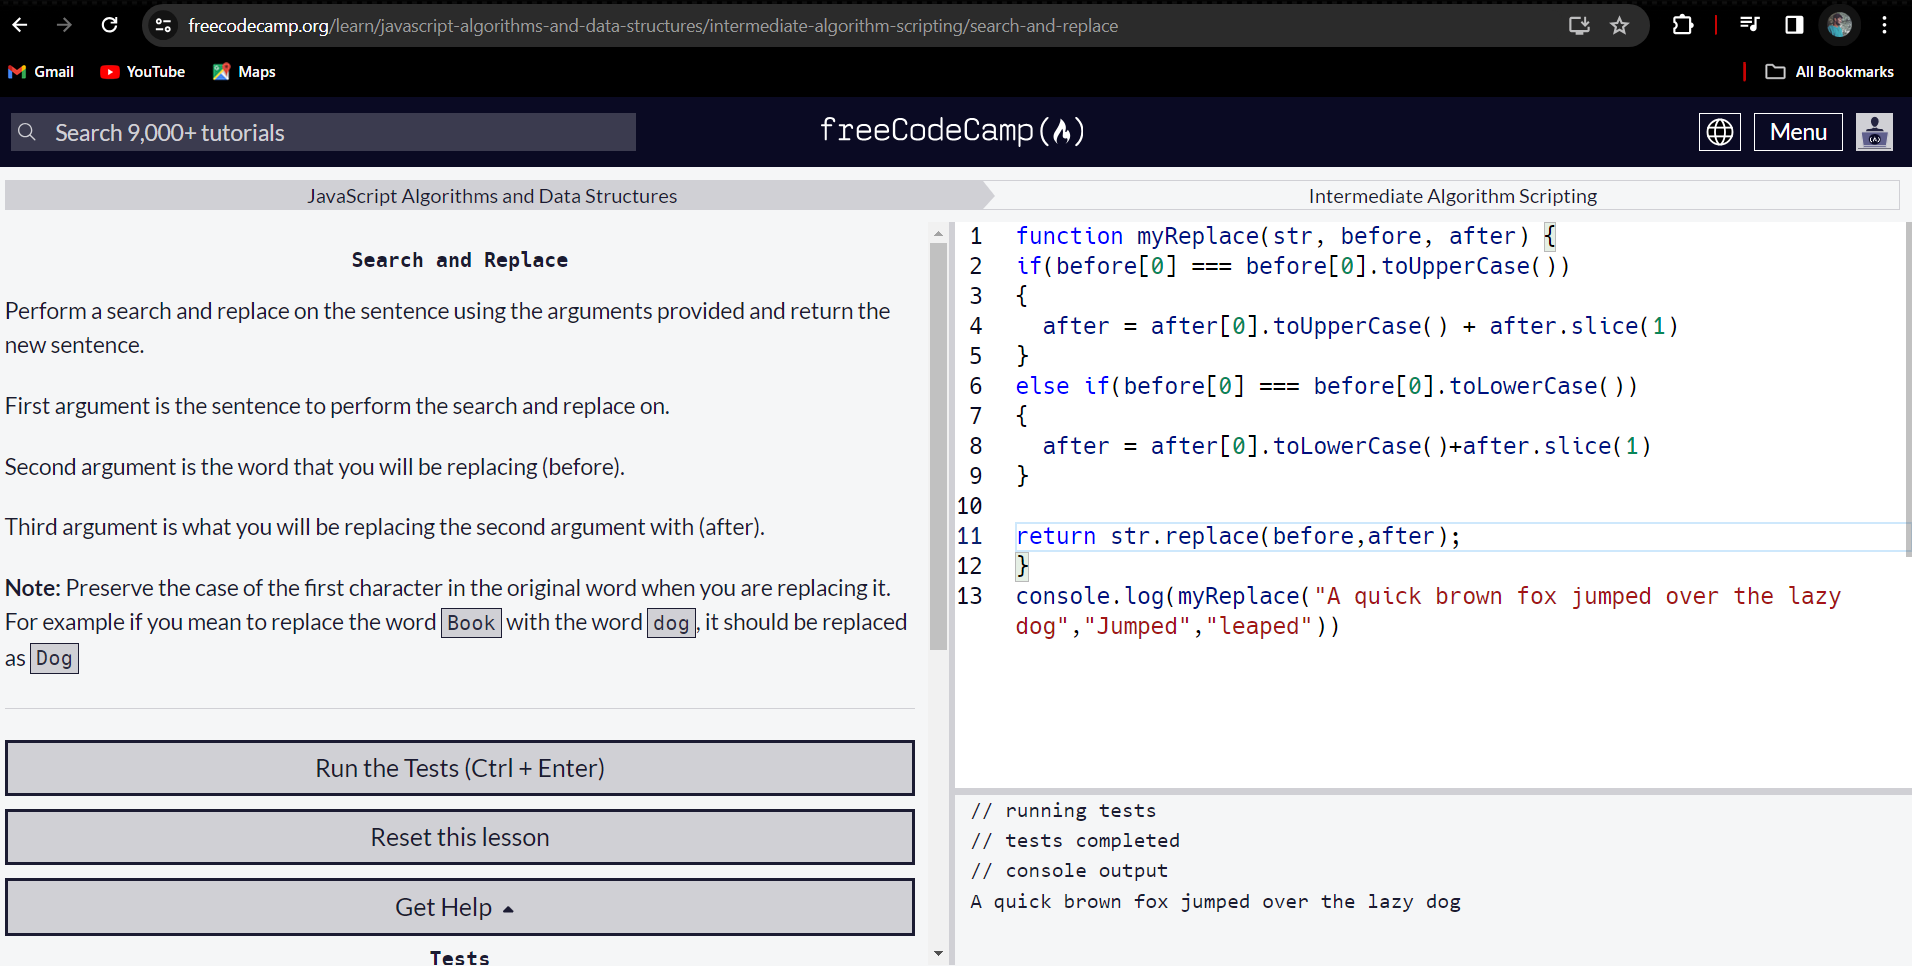 freecodecamp.org/learn/javascript-algorithms-and-data-structures/intermediate-algorithm-scripting/search-and-replace
Gmail YouTube Maps All Bookmarks
Search 9,000+ tutorials freeCodeCamp(🔥) Menu
JavaScript Algorithms and Data Structures Intermediate Algorithm Scripting
Search and Replace
Perform a search and replace on the sentence using the arguments provided and return the
new sentence.
First argument is the sentence to perform the search and replace on.
Second argument is the word that you will be replacing (before).
Third argument is what you will be replacing the second argument with (after).
Note: Preserve the case of the first character in the original word when you are replacing it.
For example if you mean to replace the word Book with the word dog, it should be replaced
as Dog
Run the Tests (Ctrl + Enter)
Reset this lesson
Get Help
Tests
1 function myReplace(str, before, after) {
2 if(before[0] === before[0].toUpperCase())
3 {
4 after = after[0].toUpperCase() + after.slice(1)
5 }
6 else if(before[0] === before[0].toLowerCase())
7 {
8 after = after[0].toLowerCase()+after.slice(1)
9 }
10
11 return str.replace(before,after);
12 }
13 console.log(myReplace("A quick brown fox jumped over the lazy
dog","Jumped","leaped"))
// running tests
// tests completed
// console output
A quick brown fox jumped over the lazy dog